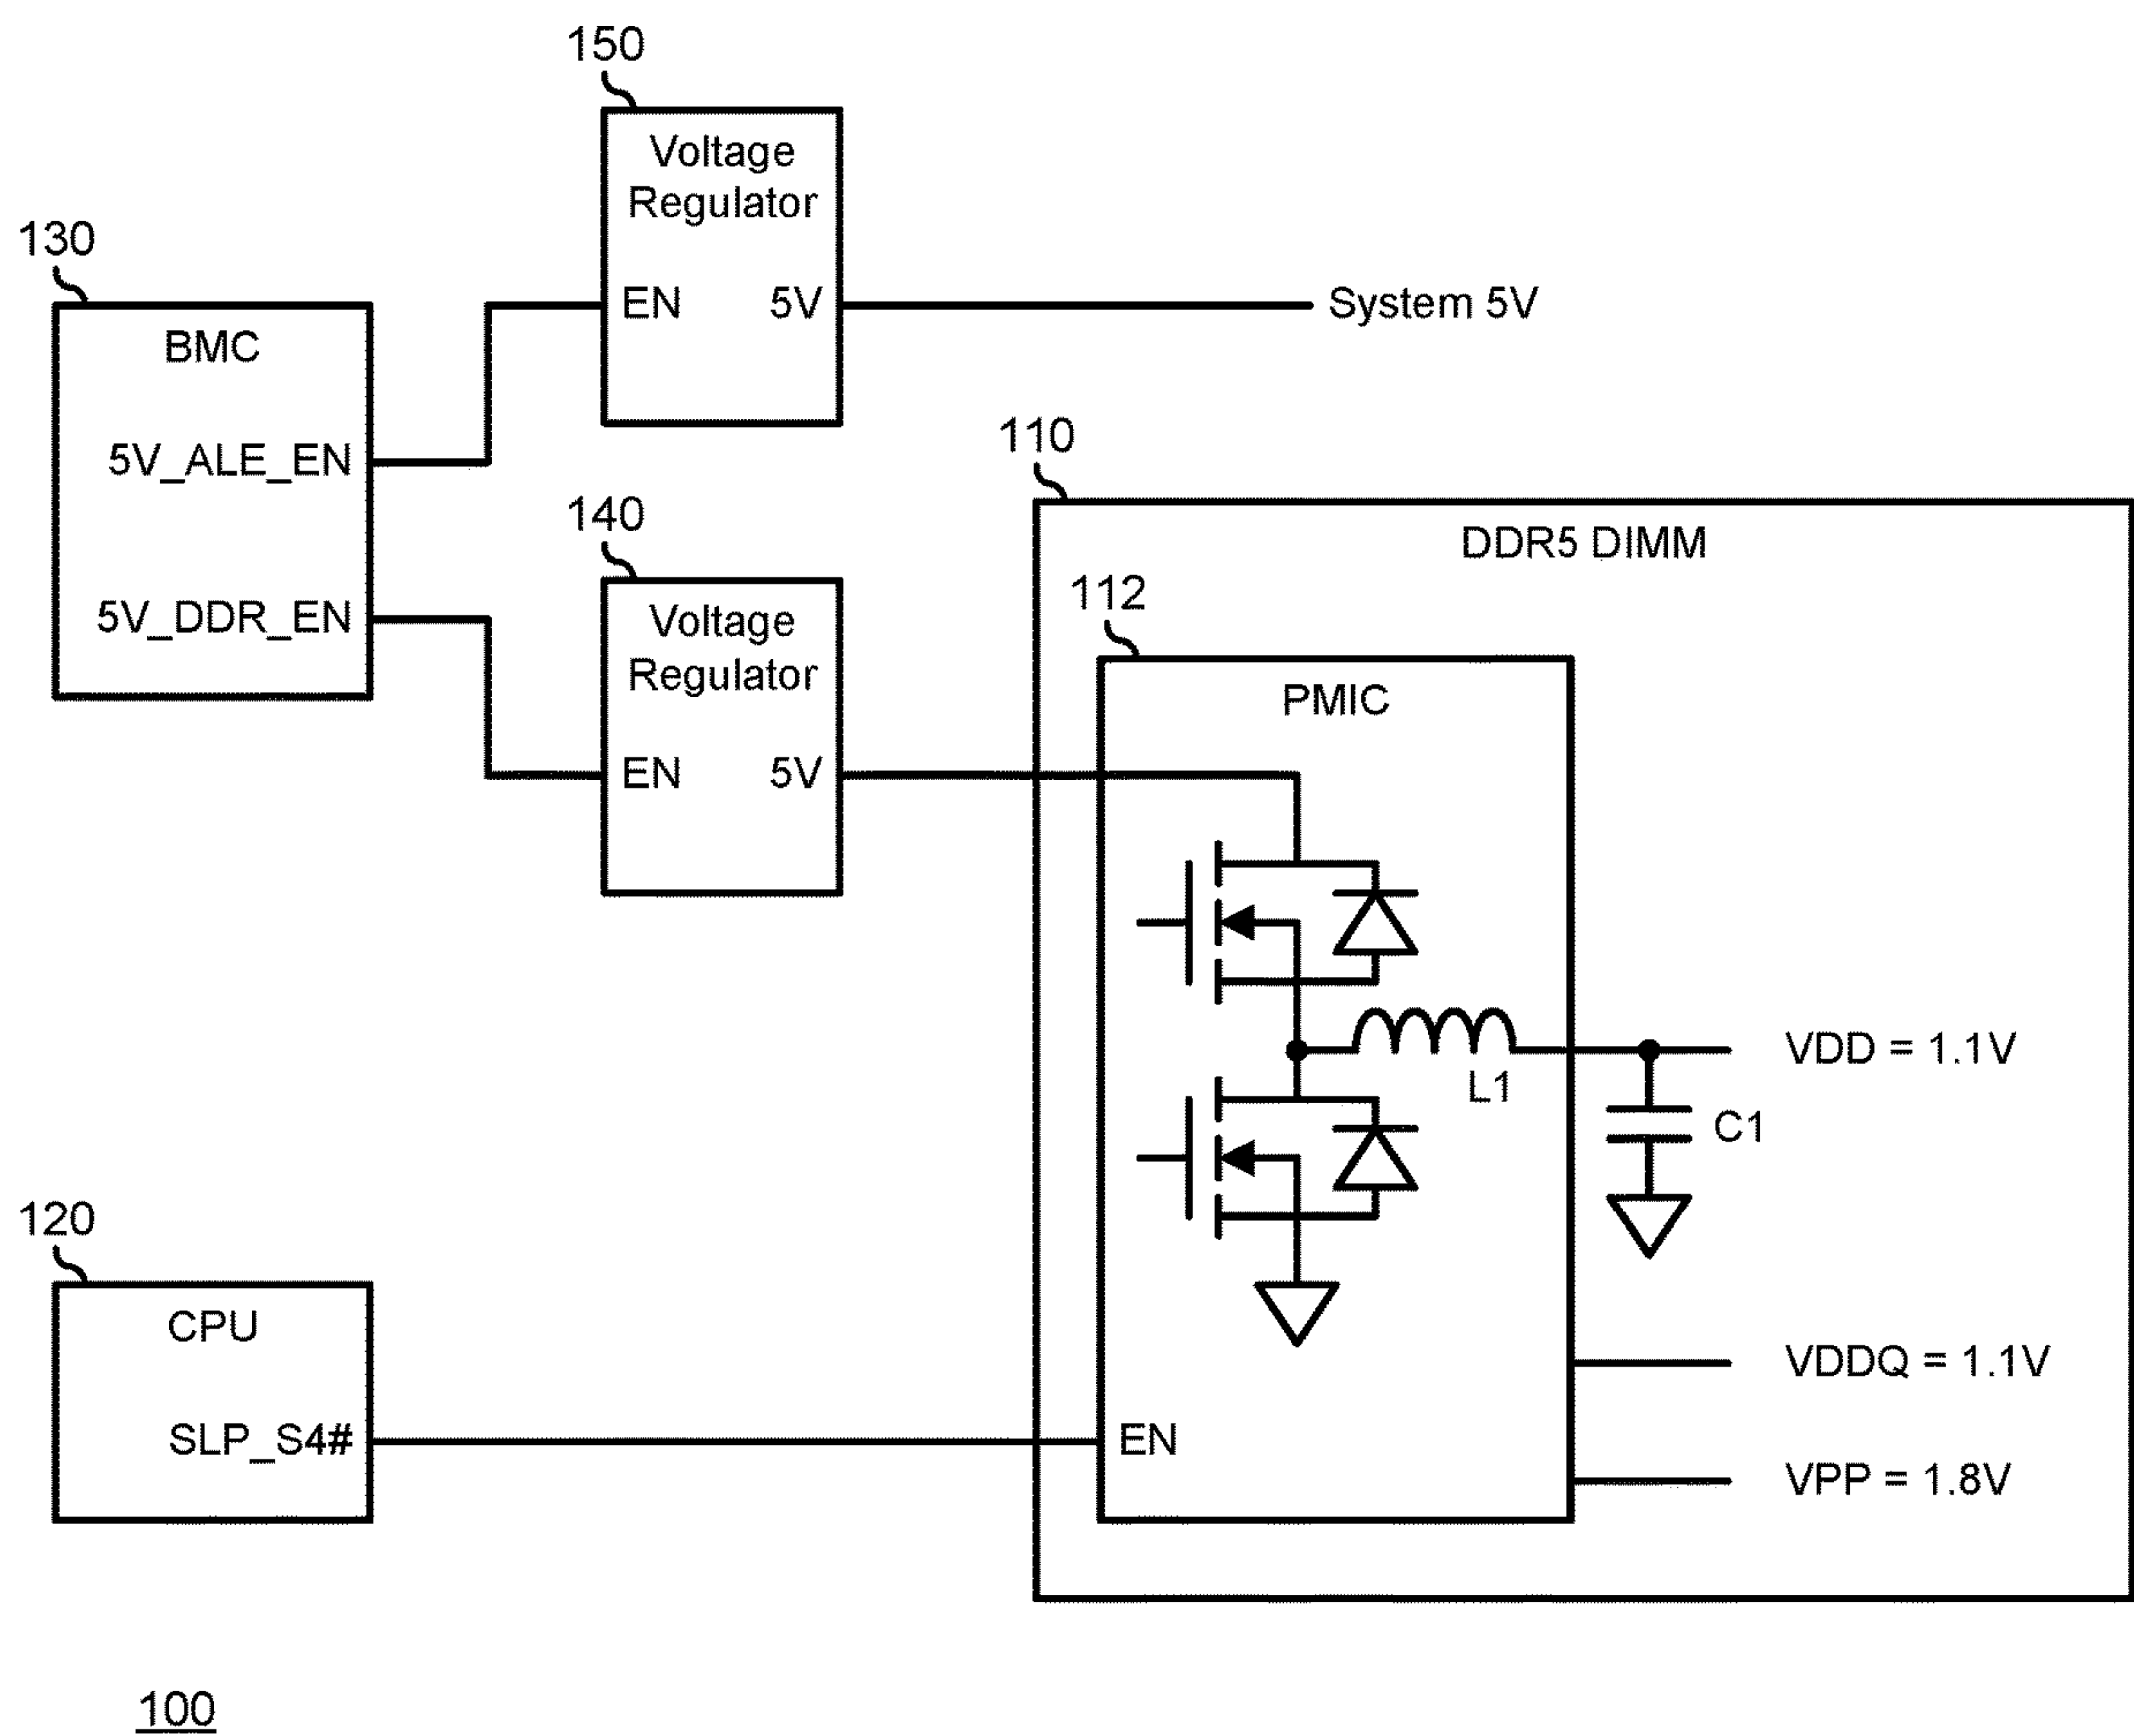 150
Voltage
Regulator
EN 5V
System 5V
130
BMC
5V_ALE_EN
5V_DDR_EN
140
Voltage
Regulator
EN 5V
110
DDR5 DIMM
112
PMIC
L1
VDD = 1.1V
C1
120
CPU
SLP_S4#
EN
VDDQ = 1.1V
VPP = 1.8V
100